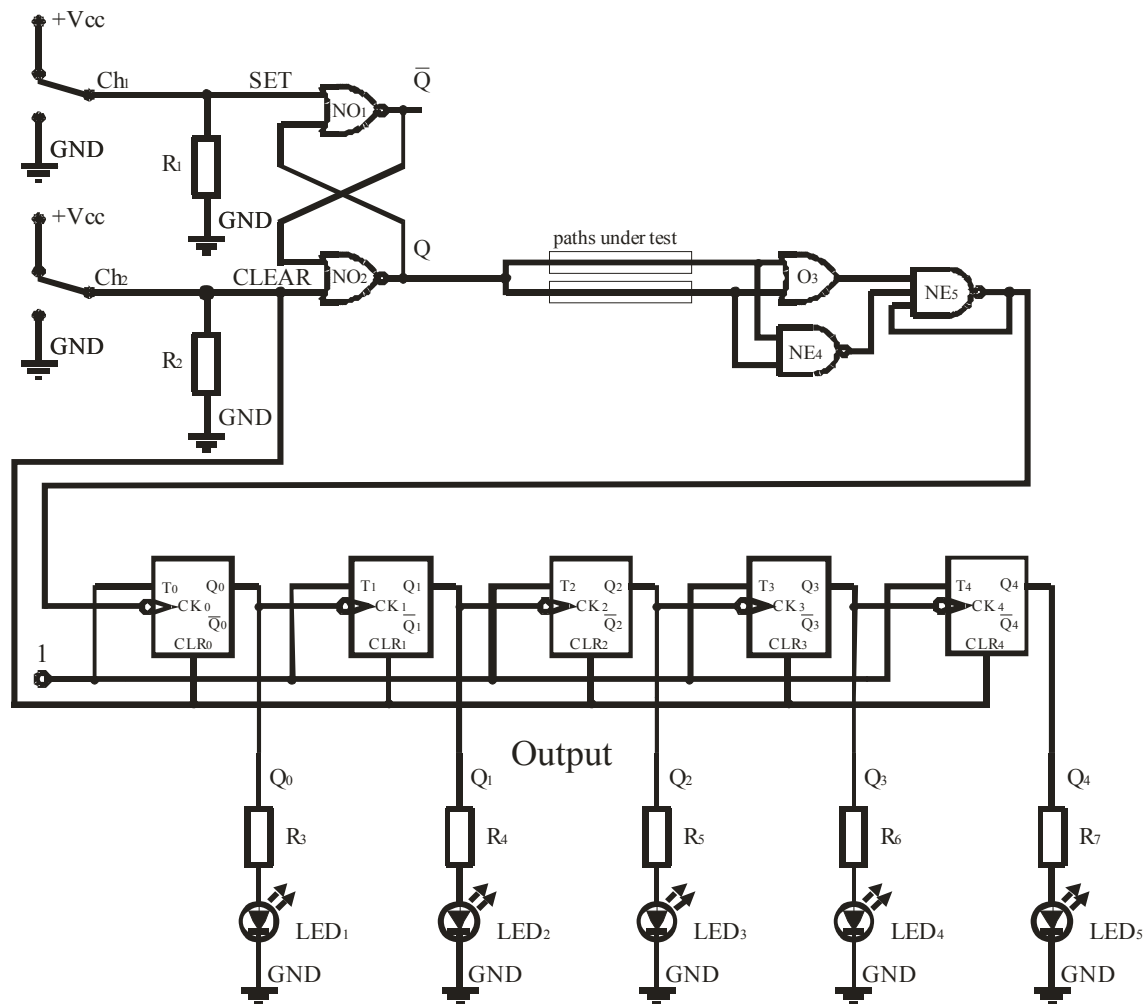 +Vcc
Ch₁ SET NO₁ Q̅
GND
R₁
GND
+Vcc
Q paths under test
Ch₂ CLEAR NO₂ O₃ NE₅
GND
R₂ NE₄
GND
T₀ Q₀ T₁ Q₁ T₂ Q₂ T₃ Q₃ T₄ Q₄
CK₀ CK₁ CK₂ CK₃ CK₄
Q̅₀ Q̅₁ Q̅₂ Q̅₃ Q̅₄
1 CLR₀ CLR₁ CLR₂ CLR₃ CLR₄
Output
Q₀ Q₁ Q₂ Q₃ Q₄
R₃ R₄ R₅ R₆ R₇
LED₁ LED₂ LED₃ LED₄ LED₅
GND GND GND GND GND